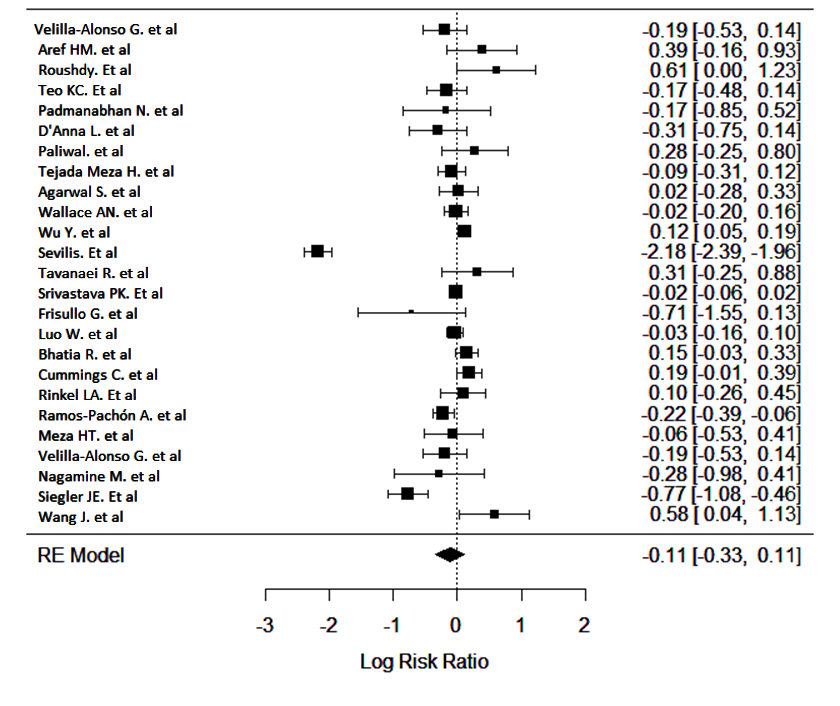 Velilla-Alonso G. et al -0.19 [-0.53, 0.14]
Aref HM. et al 0.39 [-0.16, 0.93]
Roushdy. Et al 0.61 [ 0.00, 1.23]
Teo KC. Et al -0.17 [-0.48, 0.14]
Padmanabhan N. et al -0.17 [-0.85, 0.52]
D'Anna L. et al -0.31 [-0.75, 0.14]
Paliwal. et al 0.28 [-0.25, 0.80]
Tejada Meza H. et al -0.09 [-0.31, 0.12]
Agarwal S. et al 0.02 [-0.28, 0.33]
Wallace AN. et al -0.02 [-0.20, 0.16]
Wu Y. et al 0.12 [ 0.05, 0.19]
Sevilis. Et al -2.18 [-2.39, -1.96]
Tavanaei R. et al 0.31 [-0.25, 0.88]
Srivastava PK. Et al -0.02 [-0.06, 0.02]
Frisullo G. et al -0.71 [-1.55, 0.13]
Luo W. et al -0.03 [-0.16, 0.10]
Bhatia R. et al 0.15 [-0.03, 0.33]
Cummings C. et al 0.19 [-0.01, 0.39]
Rinkel LA. Et al 0.10 [-0.26, 0.45]
Ramos-Pachón A. et al -0.22 [-0.39, -0.06]
Meza HT. et al -0.06 [-0.53, 0.41]
Velilla-Alonso G. et al -0.19 [-0.53, 0.14]
Nagamine M. et al -0.28 [-0.98, 0.41]
Siegler JE. Et al -0.77 [-1.08, -0.46]
Wang J. et al 0.58 [ 0.04, 1.13]
RE Model -0.11 [-0.33, 0.11]
-3 -2 -1 0 1 2
Log Risk Ratio